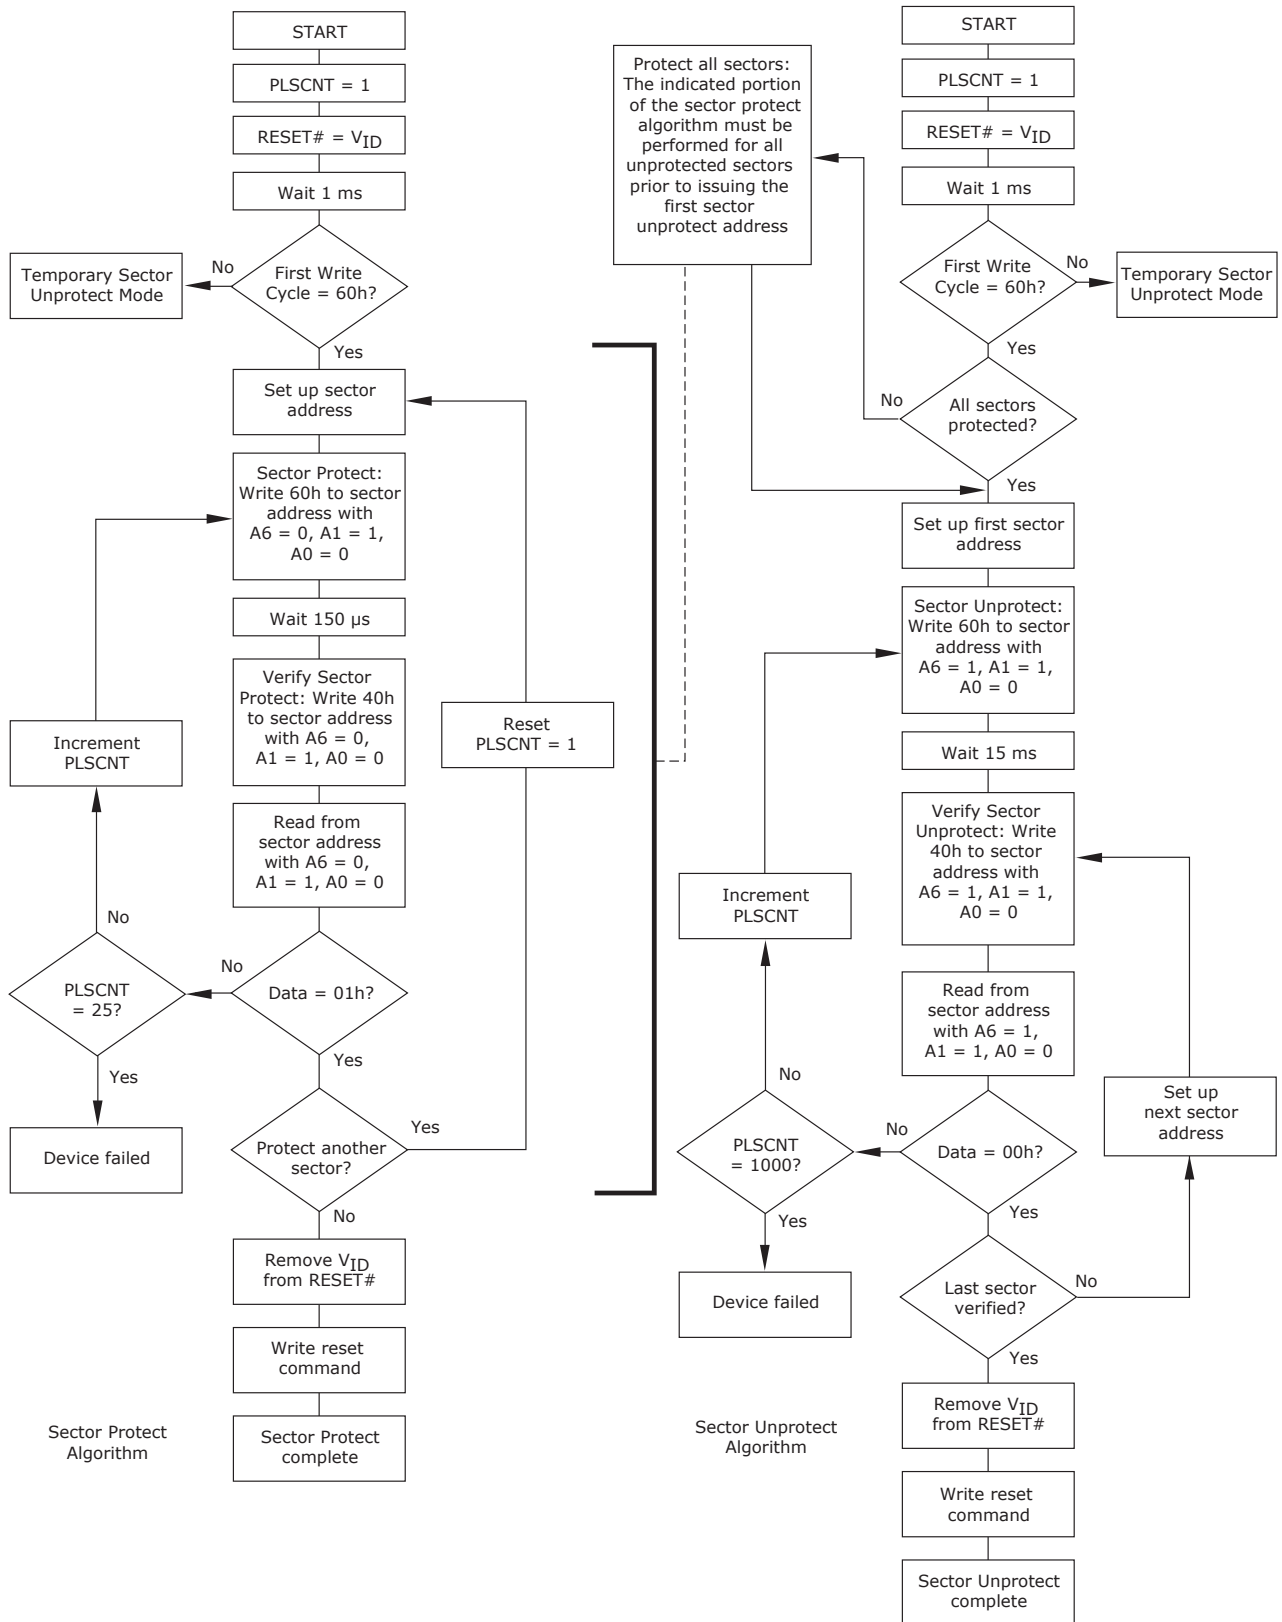 START
PLSCNT = 1
RESET# = VID
Wait 1 ms
First Write
Cycle = 60h?
No
Temporary Sector
Unprotect Mode
Yes
Set up sector
address
Sector Protect:
Write 60h to sector
address with
A6 = 0, A1 = 1,
A0 = 0
Wait 150 µs
Verify Sector
Protect: Write 40h
to sector address
with A6 = 0,
A1 = 1, A0 = 0
Read from
sector address
with A6 = 0,
A1 = 1, A0 = 0
Data = 01h?
No
PLSCNT
= 25?
No
Increment
PLSCNT
Yes
Device failed
Yes
Protect another
sector?
Yes
Reset
PLSCNT = 1
No
Remove VID
from RESET#
Write reset
command
Sector Protect
complete
Sector Protect
Algorithm
Protect all sectors:
The indicated portion
of the sector protect
algorithm must be
performed for all
unprotected sectors
prior to issuing the
first sector
unprotect address
START
PLSCNT = 1
RESET# = VID
Wait 1 ms
First Write
Cycle = 60h?
No
Temporary Sector
Unprotect Mode
Yes
All sectors
protected?
No
Yes
Set up first sector
address
Sector Unprotect:
Write 60h to sector
address with
A6 = 1, A1 = 1,
A0 = 0
Wait 15 ms
Verify Sector
Unprotect: Write
40h to sector
address with
A6 = 1, A1 = 1,
A0 = 0
Read from
sector address
with A6 = 1,
A1 = 1, A0 = 0
Data = 00h?
No
PLSCNT
= 1000?
No
Increment
PLSCNT
Yes
Device failed
Yes
Last sector
verified?
No
Set up
next sector
address
Yes
Remove VID
from RESET#
Write reset
command
Sector Unprotect
complete
Sector Unprotect
Algorithm